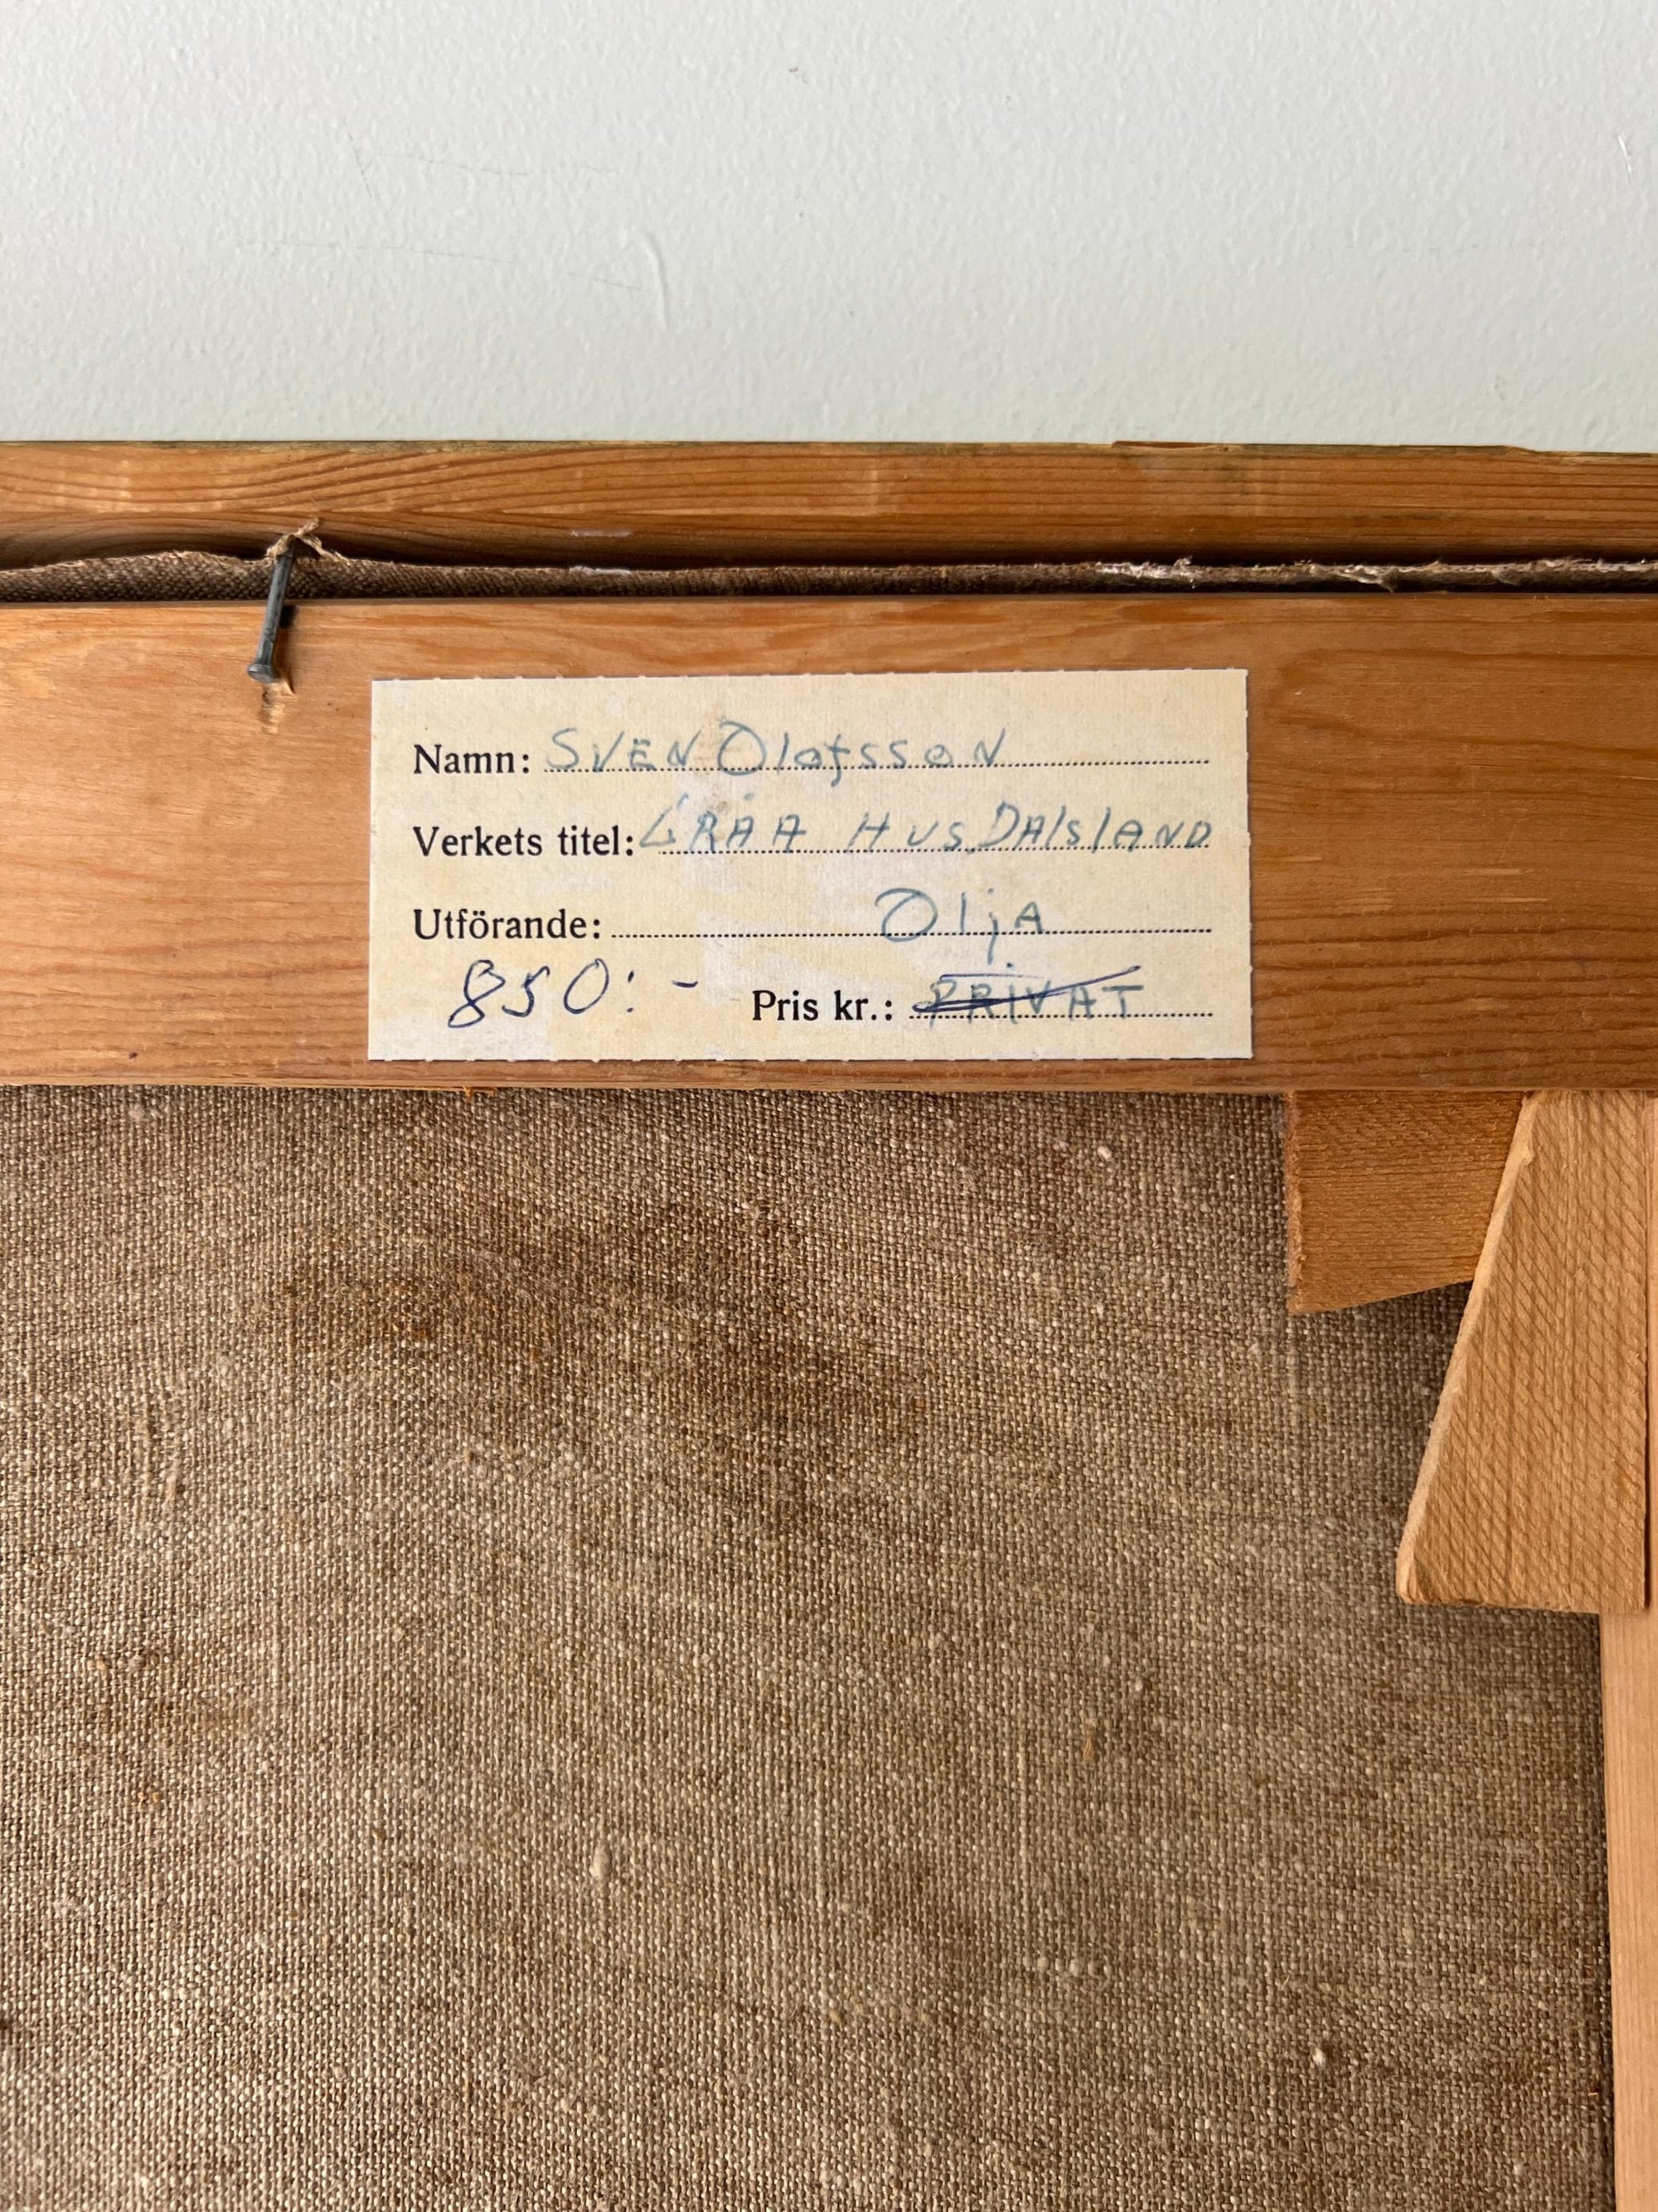 Namn: SVEN Olofsson
Verkets titel: GRÅA HUS. DAlslAND
Utförande: OljA
850:- Pris kr.: PRiVAT